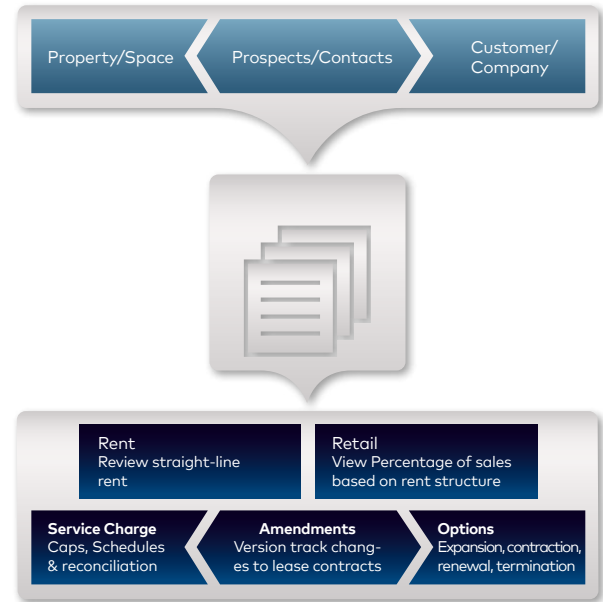 Property/Space
Prospects/Contacts
Customer/
Company
Rent
Review straight-line
rent
Retail
View Percentage of sales
based on rent structure
Service Charge
Caps, Schedules
& reconciliation
Amendments
Version track chang-
es to lease contracts
Options
Expansion, contraction,
renewal, termination